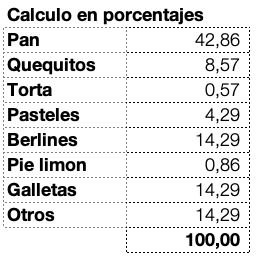 Calculo en porcentajes
Pan 42,86
Quequitos 8,57
Torta 0,57
Pasteles 4,29
Berlines 14,29
Pie limon 0,86
Galletas 14,29
Otros 14,29
100,00